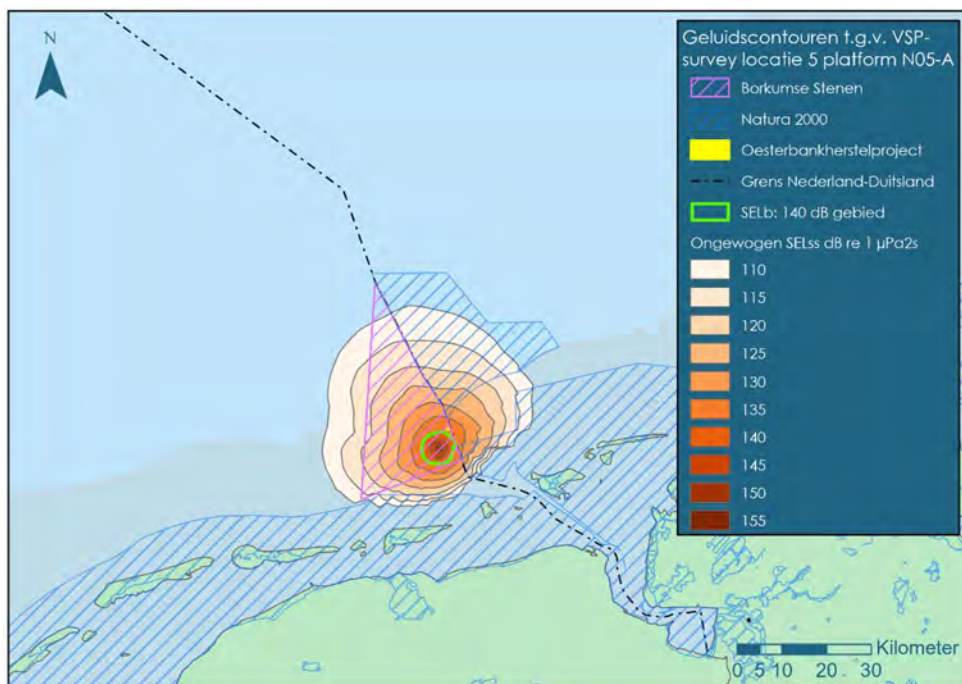 N
Geluidscontouren t.g.v. VSP-
survey locatie 5 platform N05-A
Borkumse Stenen
Natura 2000
Oesterbankherstelproject
Grens Nederland-Duitsland
SELb: 140 dB gebied
Ongewogen SELss dB re 1 µPa2s
110
115
120
125
130
135
140
145
150
155
Kilometer
0 5 10 20 30